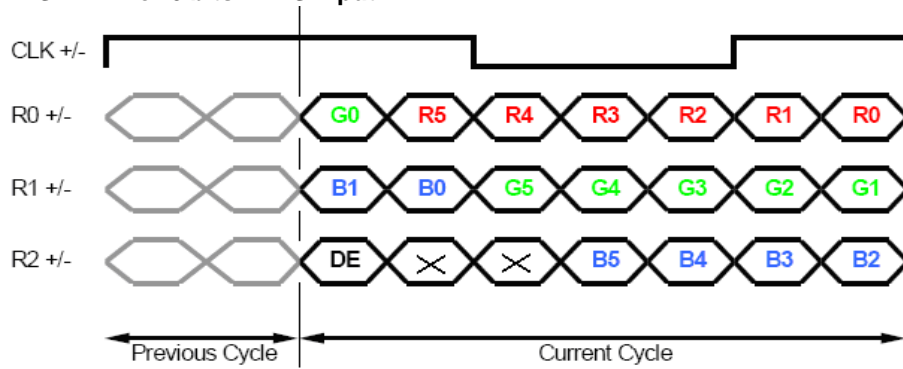 CLK +/-
R0 +/- G0 R5 R4 R3 R2 R1 R0
R1 +/- B1 B0 G5 G4 G3 G2 G1
R2 +/- DE B5 B4 B3 B2
Previous Cycle Current Cycle